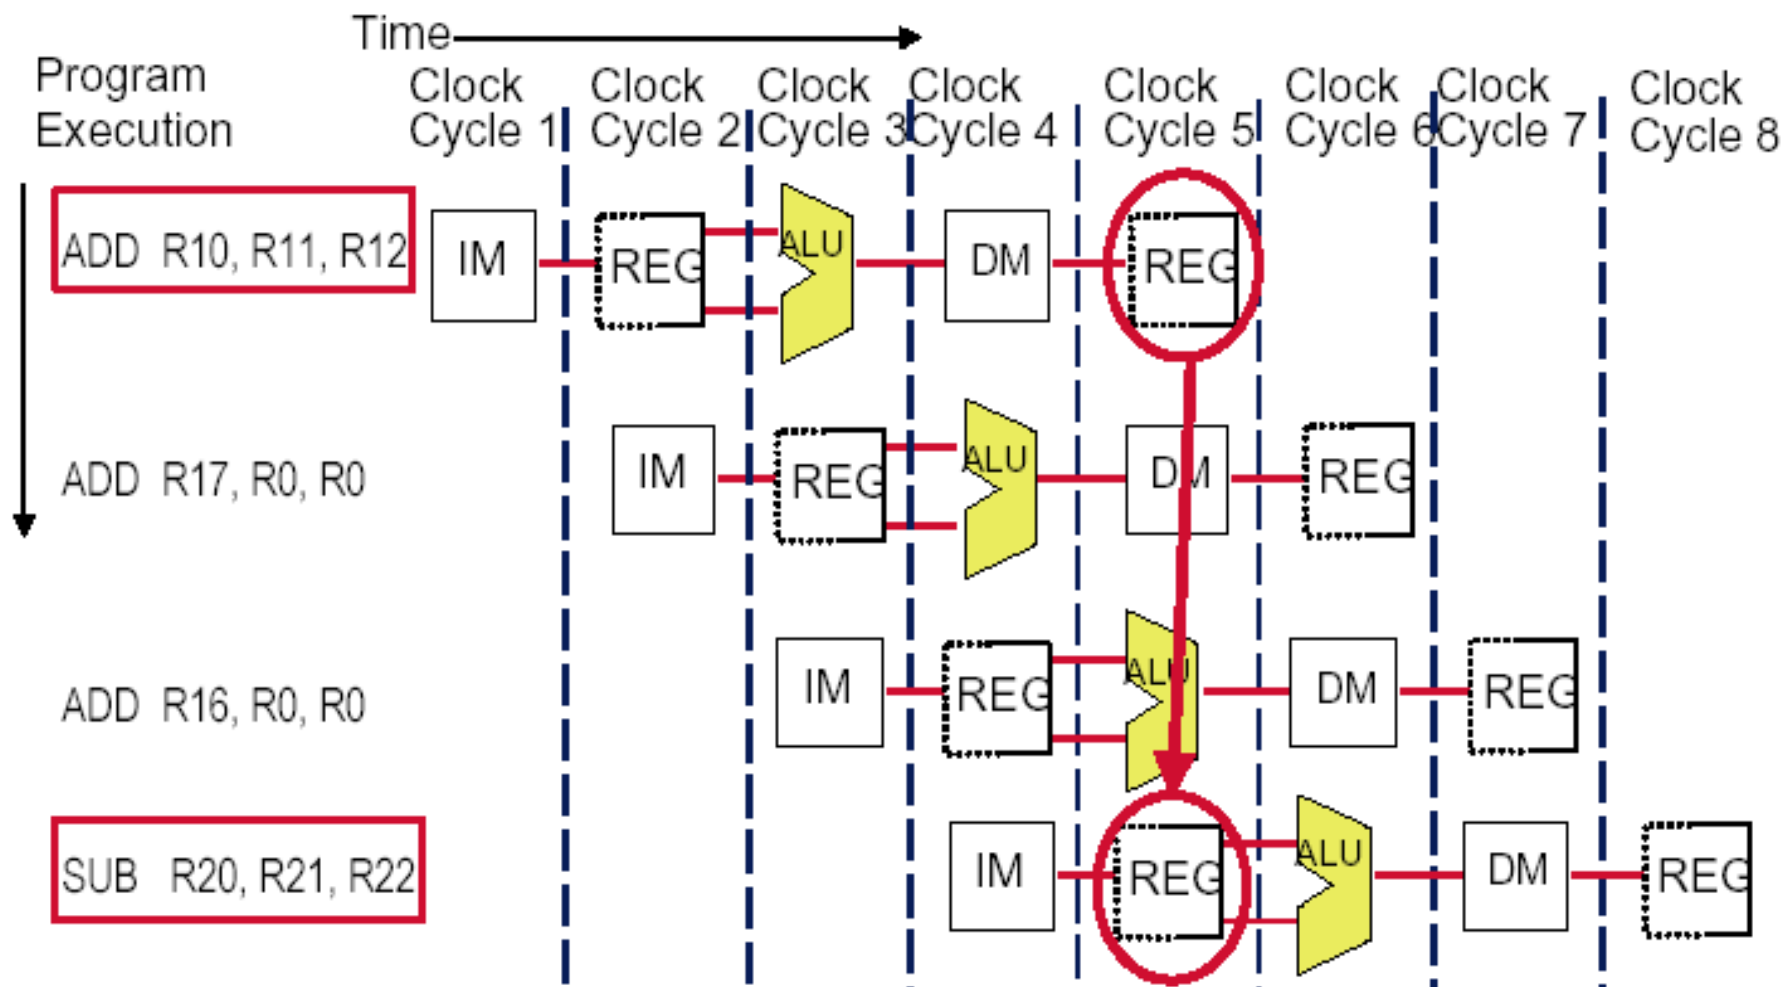 Time
Program
Execution
Clock
Cycle 1
Clock
Cycle 2
Clock
Cycle 3
Clock
Cycle 4
Clock
Cycle 5
Clock
Cycle 6
Clock
Cycle 7
Clock
Cycle 8
ADD R10, R11, R12
IM
REG
ALU
DM
REG
ADD R17, R0, R0
IM
REG
ALU
DM
REG
ADD R16, R0, R0
IM
REG
ALU
DM
REG
SUB R20, R21, R22
IM
REG
ALU
DM
REG